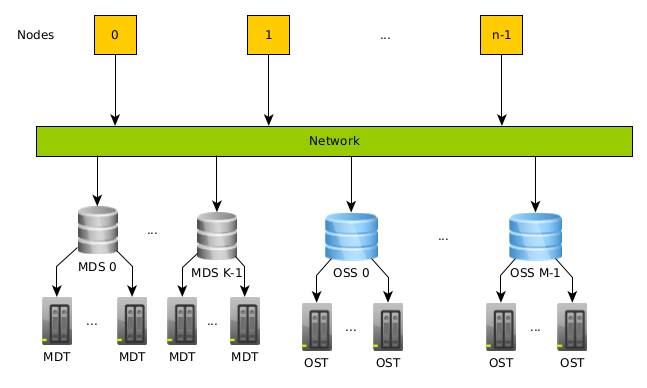 Nodes 0 1 ... n-1
Network
... ...
MDS 0 MDS K-1 OSS 0 OSS M-1
... ... ... ...
MDT MDT MDT MDT OST OST OST OST